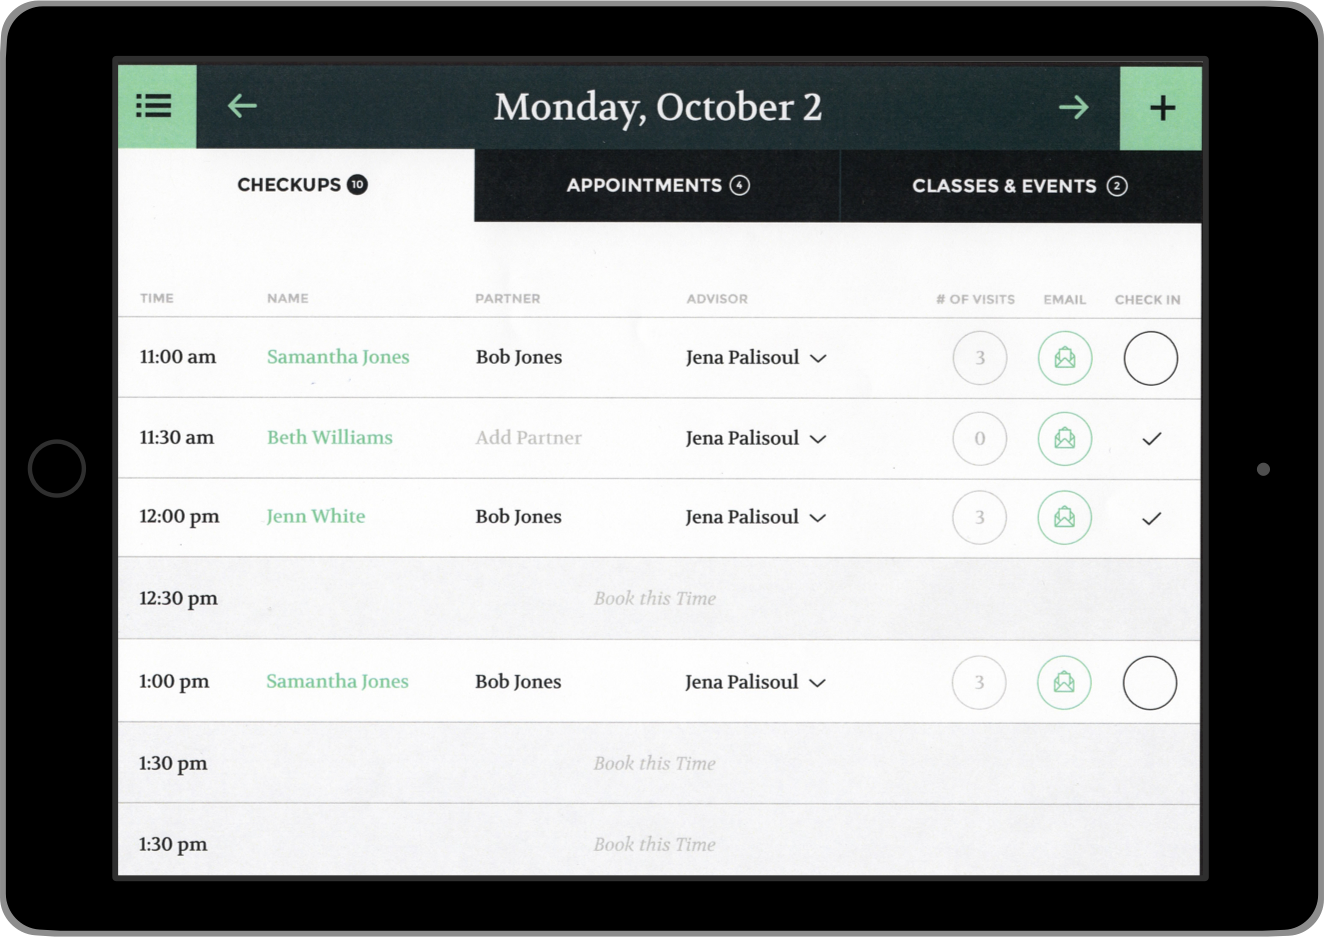 Monday, October 2
CHECKUPS 10 APPOINTMENTS 4 CLASSES & EVENTS 2
TIME NAME PARTNER ADVISOR # OF VISITS EMAIL CHECK IN
11:00 am Samantha Jones Bob Jones Jena Palisoul 3
11:30 am Beth Williams Add Partner Jena Palisoul 0
12:00 pm Jenn White Bob Jones Jena Palisoul 3
12:30 pm Book this Time
1:00 pm Samantha Jones Bob Jones Jena Palisoul 3
1:30 pm Book this Time
1:30 pm Book this Time